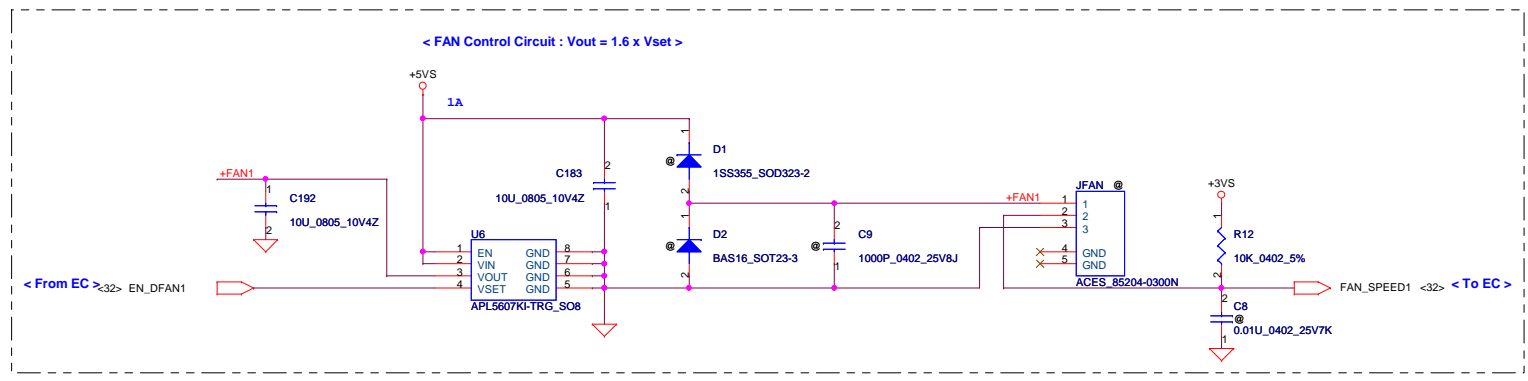 < FAN Control Circuit : Vout = 1.6 x Vset >
+5VS
1A
+FAN1
1
C192
10U_0805_10V4Z
2
2
C183
10U_0805_10V4Z
1
1
D1
@
1SS355_SOD323-2
2
1
D2
@
BAS16_SOT23-3
2
2
C9
@
1000P_0402_25V8J
1
U6
1 EN GND 8
2 VIN GND 7
3 VOUT GND 6
4 VSET GND 5
APL5607KI-TRG_SO8
< From EC >
<32> EN_DFAN1
JFAN @
+FAN1
1 1
2 2
3 3
4 GND
5 GND
ACES_85204-0300N
+3VS
1
R12
10K_0402_5%
2
FAN_SPEED1 <32>
< To EC >
2
C8
@
0.01U_0402_25V7K
1